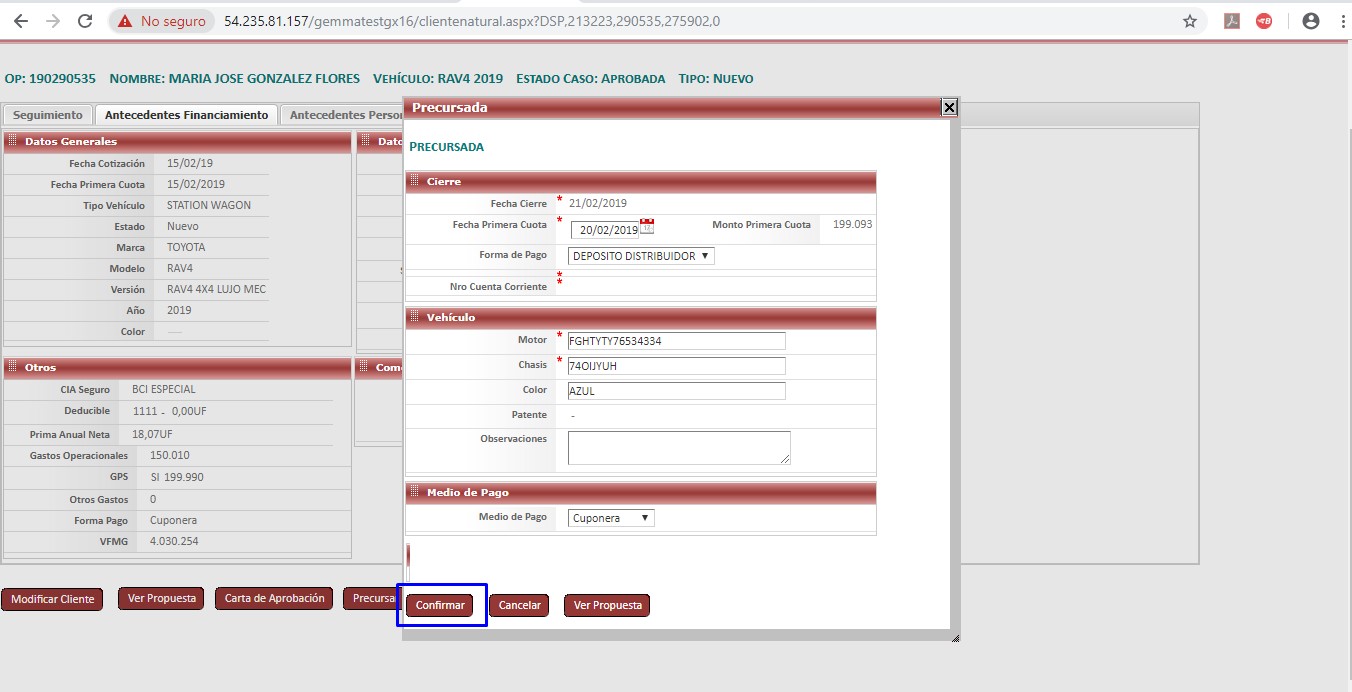 No seguro 54.235.81.157/gemmatestgx16/clientenatural.aspx?DSP,213223,290535,275902,0
OP: 190290535 NOMBRE: MARIA JOSE GONZALEZ FLORES VEHÍCULO: RAV4 2019 ESTADO CASO: APROBADA TIPO: NUEVO
Seguimiento Antecedentes Financiamiento Antecedentes Person
Datos Generales
Fecha Cotización 15/02/19
Fecha Primera Cuota 15/02/2019
Tipo Vehículo STATION WAGON
Estado Nuevo
Marca TOYOTA
Modelo RAV4
Versión RAV4 4X4 LUJO MEC
Año 2019
Color
Dato
Otros
CIA Seguro BCI ESPECIAL
Deducible 1111 - 0,00UF
Prima Anual Neta 18,07UF
Gastos Operacionales 150.010
GPS SI 199.990
Otros Gastos 0
Forma Pago Cuponera
VFMG 4.030.254
Com
Modificar Cliente Ver Propuesta Carta de Aprobación Precursa
Precursada
PRECURSADA
Cierre
Fecha Cierre * 21/02/2019
Fecha Primera Cuota * 20/02/2019 Monto Primera Cuota 199.093
Forma de Pago DEPOSITO DISTRIBUIDOR
*
Nro Cuenta Corriente *
Vehículo
Motor * FGHTYTY76534334
Chasis * 74OIJYUH
Color AZUL
Patente -
Observaciones
Medio de Pago
Medio de Pago Cuponera
Confirmar Cancelar Ver Propuesta